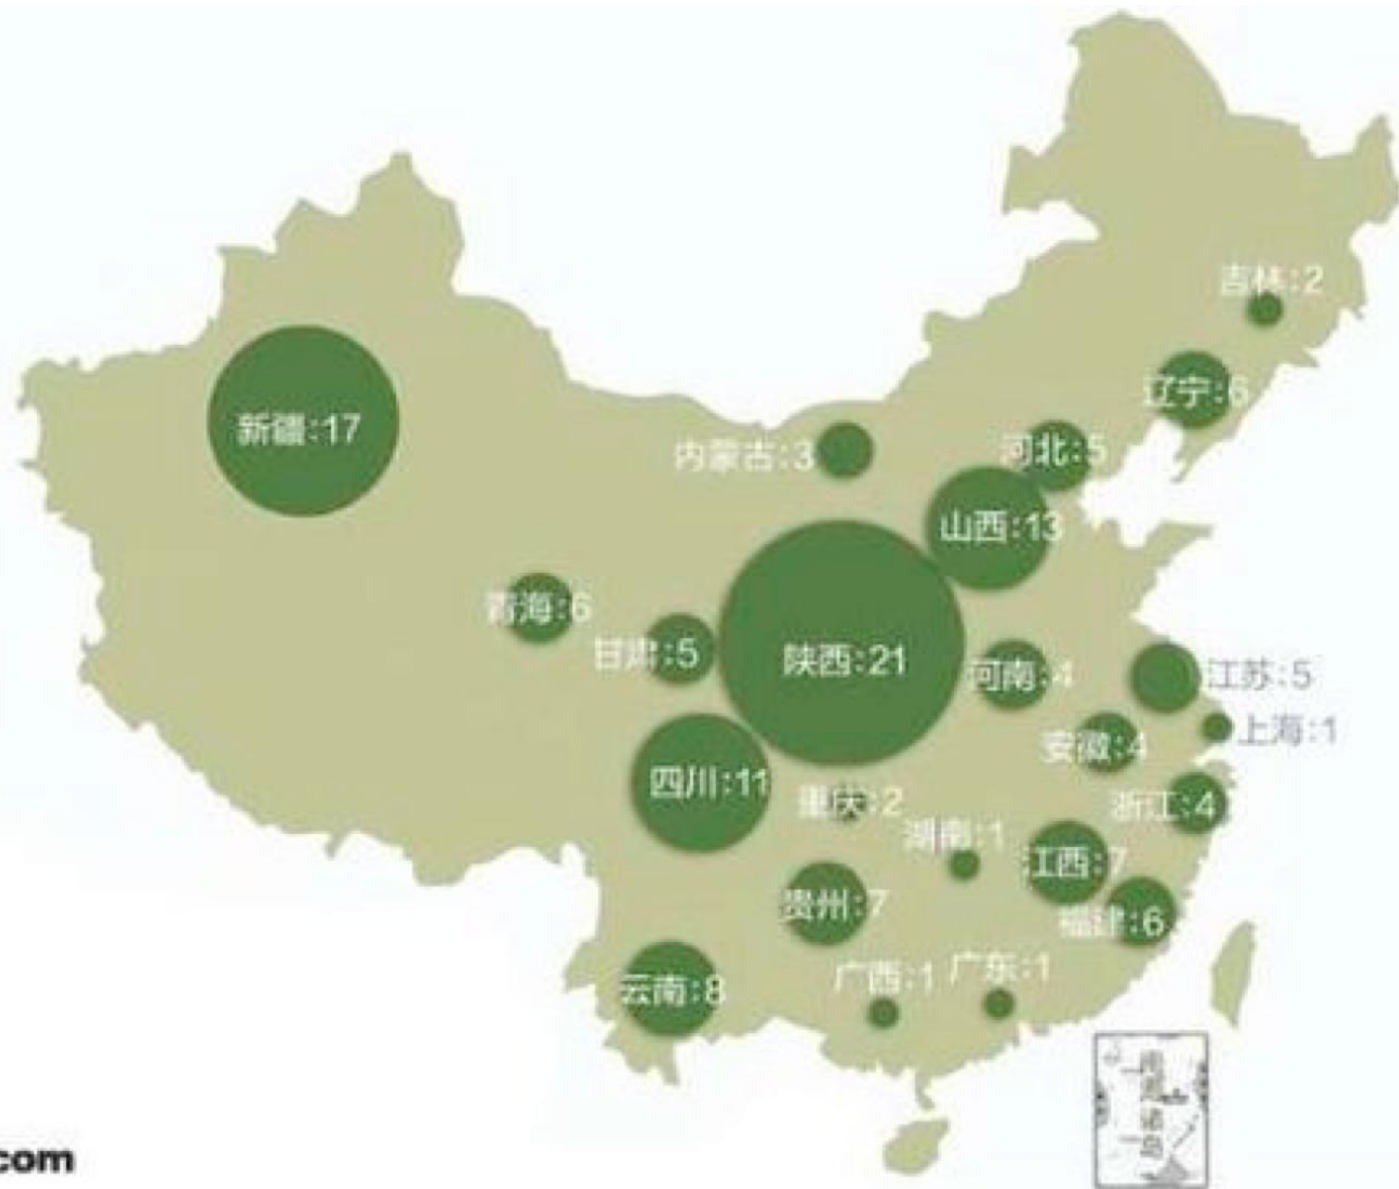 吉林:2
辽宁:6
新疆:17
内蒙古:3
河北:5
山西:13
青海:6
甘肃:5
陕西:21
河南:4
江苏:5
上海:1
安徽:4
四川:11
重庆:2
浙江:4
湖南:1
江西:7
贵州:7
福建:6
云南:8
广西:1
广东:1
南海诸岛
com